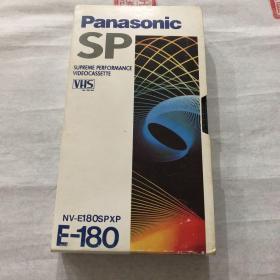 Panasonic
SP
SUPREME PERFORMANCE
VIDEOCASSETTE
VHS
NV-E180SPXP
E-180